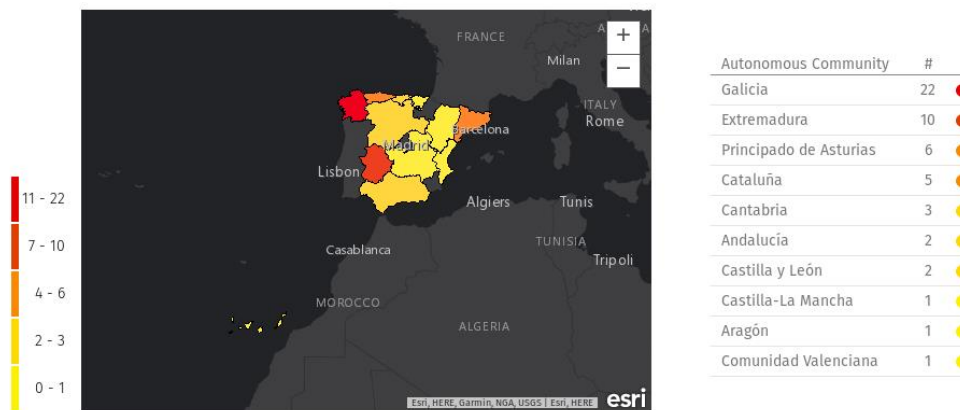 FRANCE
+
Milan
−
ITALY
Rome
Barcelona
Madrid
Lisbon
Algiers
Tunis
TUNISIA
Casablanca
Tripoli
MOROCCO
ALGERIA
Esri, HERE, Garmin, NGA, USGS | Esri, HERE
esri
11 - 22
7 - 10
4 - 6
2 - 3
0 - 1
Autonomous Community #
Galicia 22
Extremadura 10
Principado de Asturias 6
Cataluña 5
Cantabria 3
Andalucía 2
Castilla y León 2
Castilla-La Mancha 1
Aragón 1
Comunidad Valenciana 1